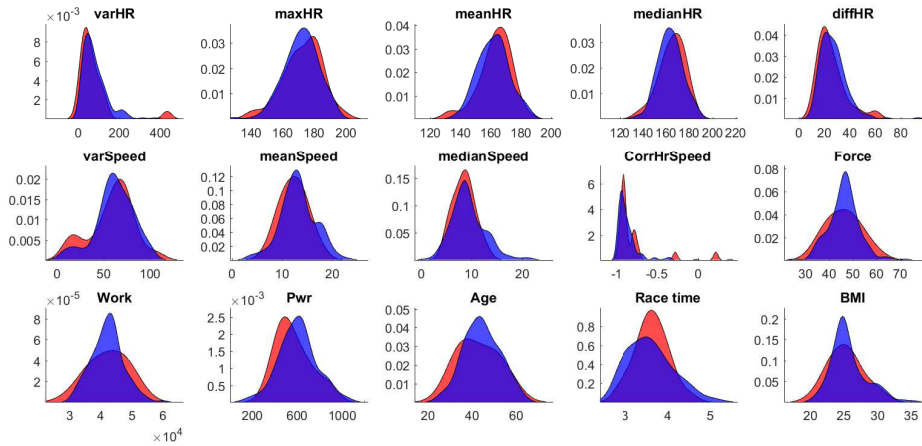 varHR maxHR meanHR medianHR diffHR
×10⁻³
8 6 4 2
0 200 400
0.03 0.02 0.01
140 160 180 200
0.04 0.03 0.02 0.01
120 140 160 180 200
0.03 0.02 0.01
120 140 160 180 200 220
0.04 0.03 0.02 0.01
0 20 40 60 80
varSpeed meanSpeed medianSpeed CorrHrSpeed Force
0.02 0.015 0.01 0.005
0 50 100
0.12 0.1 0.08 0.06 0.04 0.02
0 10 20
0.15 0.1 0.05
0 10 20
6 4 2
-1 -0.5 0
0.08 0.06 0.04 0.02
30 40 50 60 70
Work Pwr Age Race time BMI
×10⁻⁵
8 6 4 2
3 4 5 6
×10⁴
×10⁻³
2.5 2 1.5 1 0.5
200 600 1000
0.05 0.04 0.03 0.02 0.01
20 40 60
0.8 0.6 0.4 0.2
3 4 5
0.2 0.15 0.1 0.05
20 25 30 35